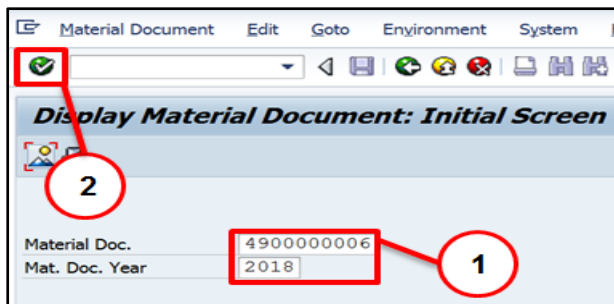 Material Document Edit Goto Environment System
Display Material Document: Initial Screen
2
Material Doc. 4900000006
Mat. Doc. Year 2018
1